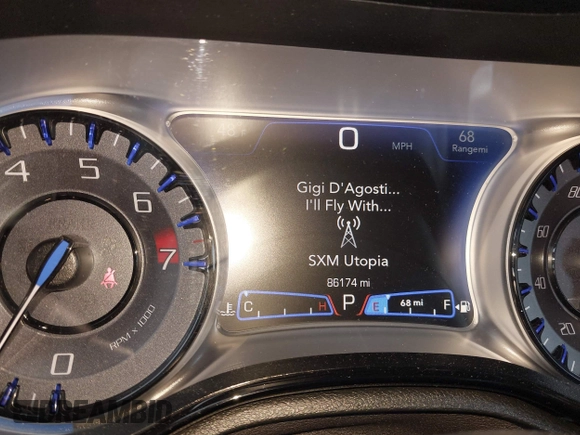 0 MPH
68
Rangemi
Gigi D'Agosti...
I'll Fly With...
SXM Utopia
86174 mi
C H P E 68 mi F
4
5
6
7
0
RPM x 1000
80
60
40
20
DREAMBID